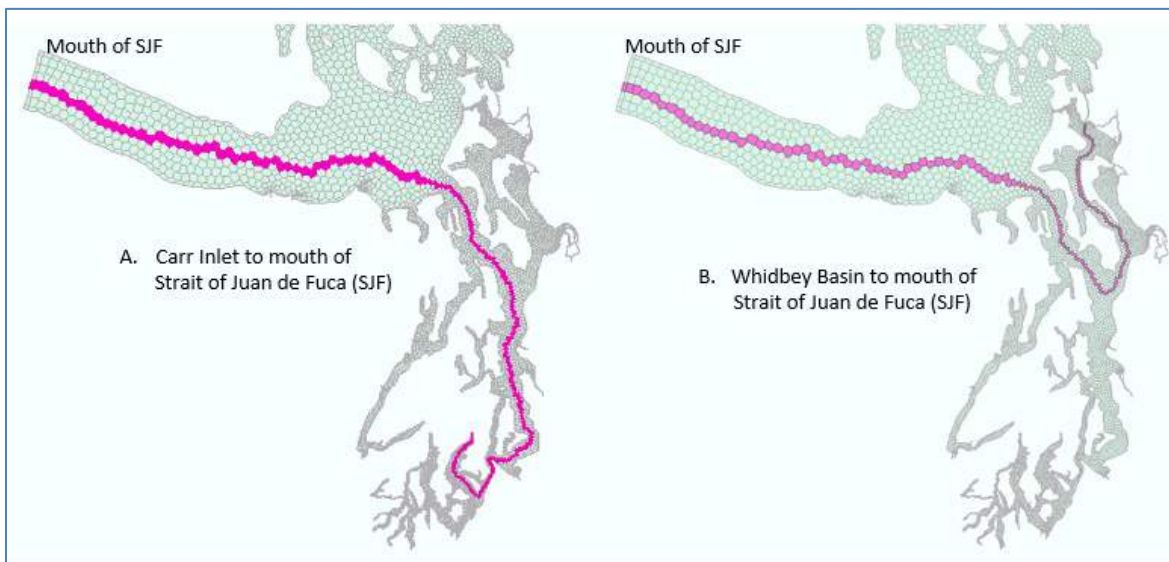 Mouth of SJF
A. Carr Inlet to mouth of
Strait of Juan de Fuca (SJF)
Mouth of SJF
B. Whidbey Basin to mouth of
Strait of Juan de Fuca (SJF)